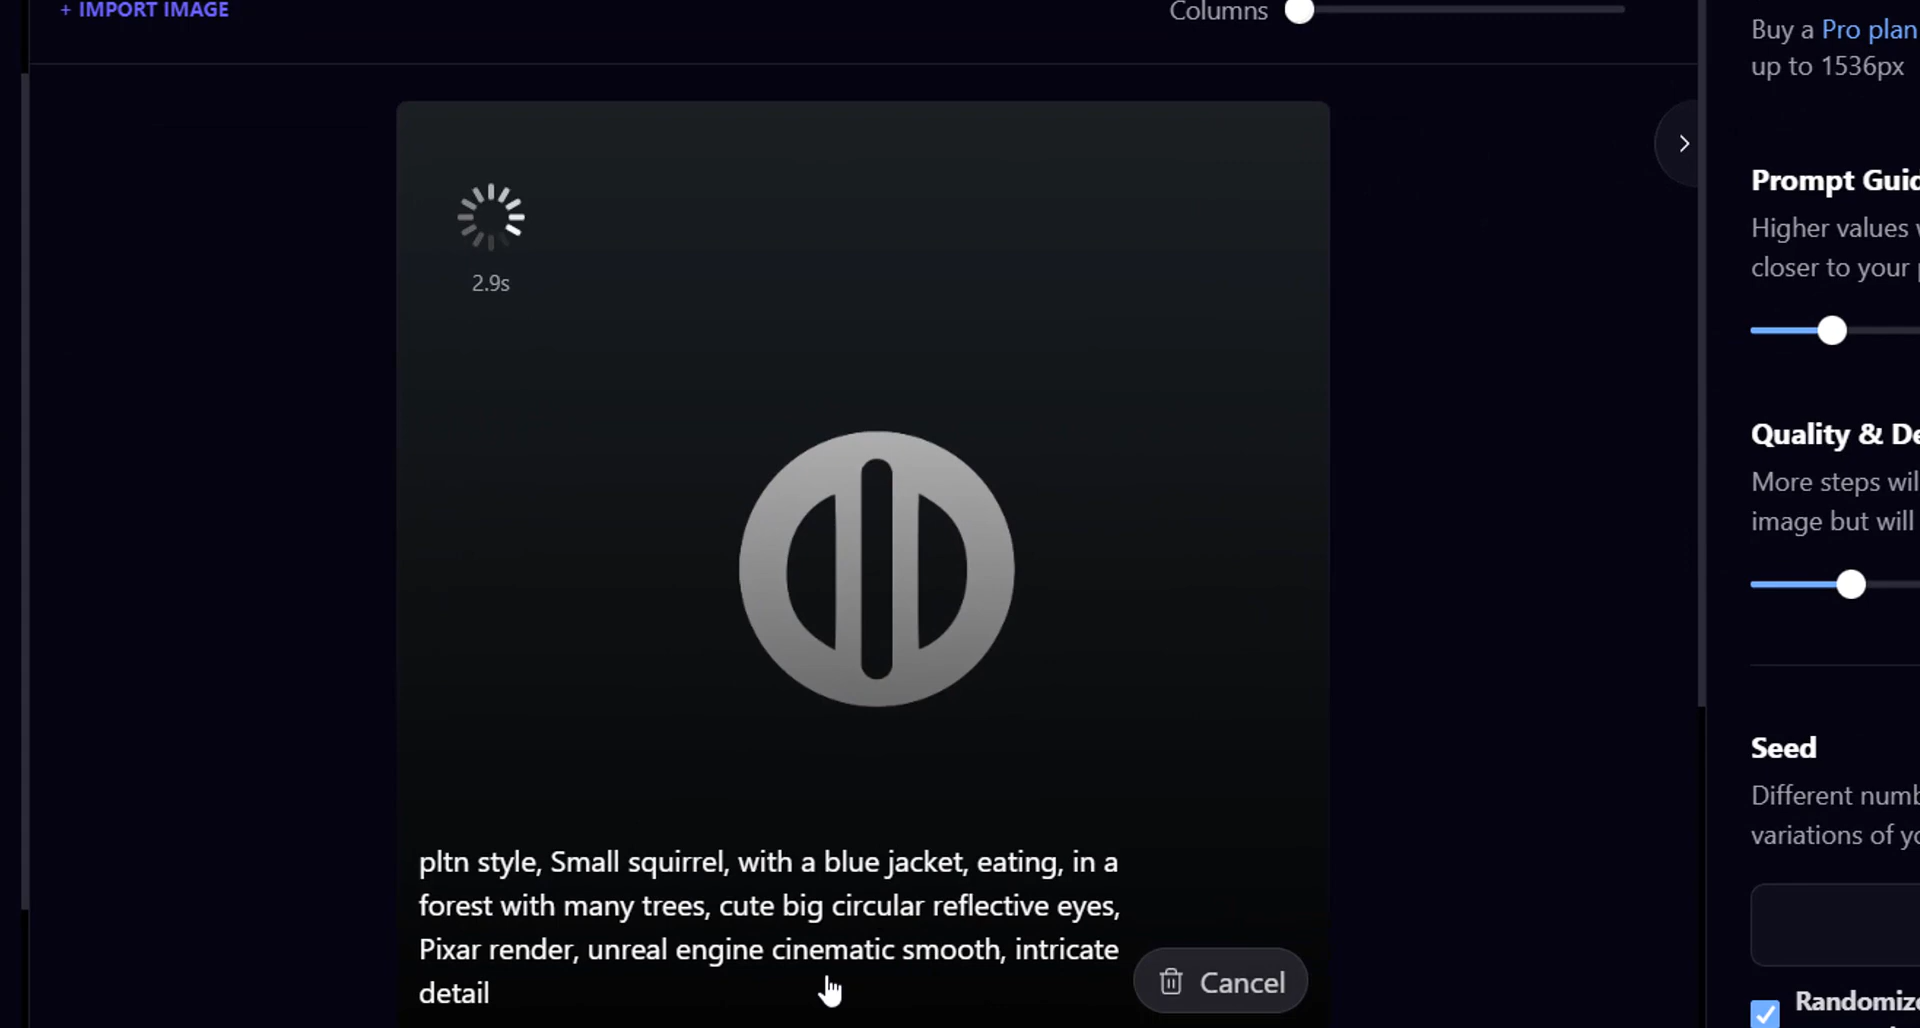 + IMPORT IMAGE
Columns
Buy a Pro plan
up to 1536px
Prompt Guid
Higher values
closer to your
2.9s
Quality & De
More steps wil
image but will
Seed
Different numb
variations of yo
pltn style, Small squirrel, with a blue jacket, eating, in a
forest with many trees, cute big circular reflective eyes,
Pixar render, unreal engine cinematic smooth, intricate
detail
Cancel
Randomize